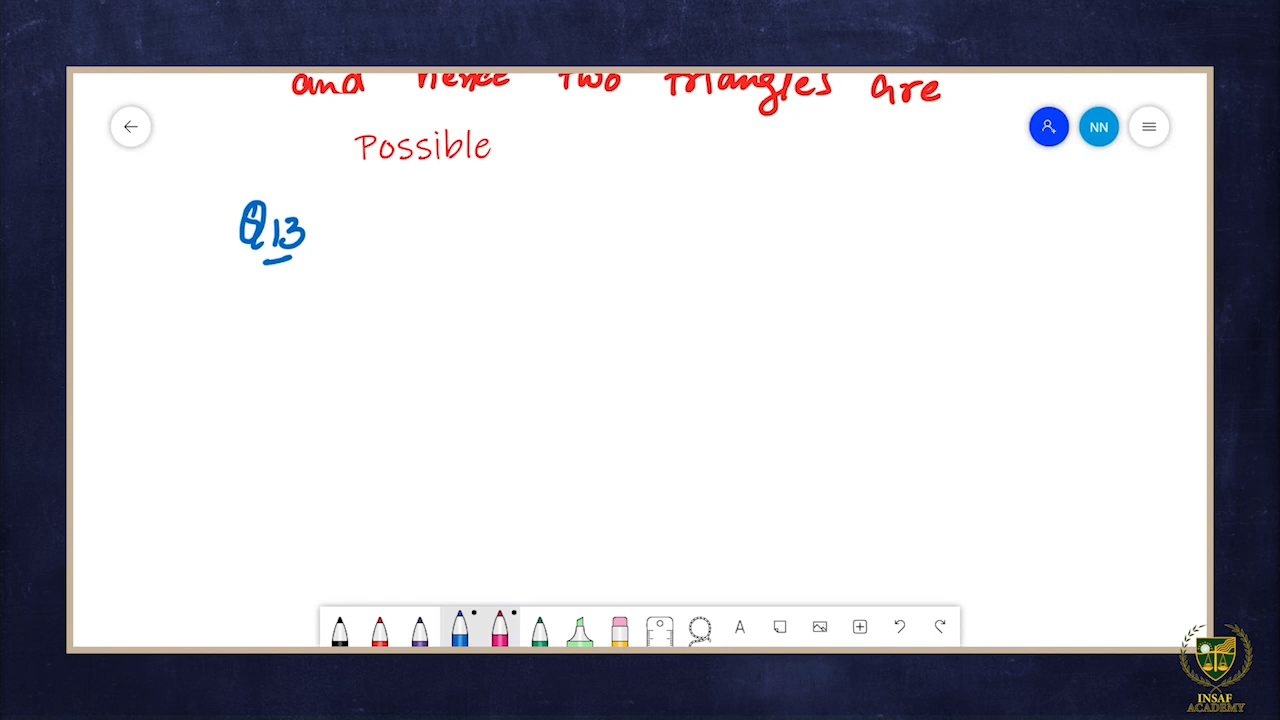 and hence two triangles are
Possible
NN
Q13
A
INSAF
ACADEMY